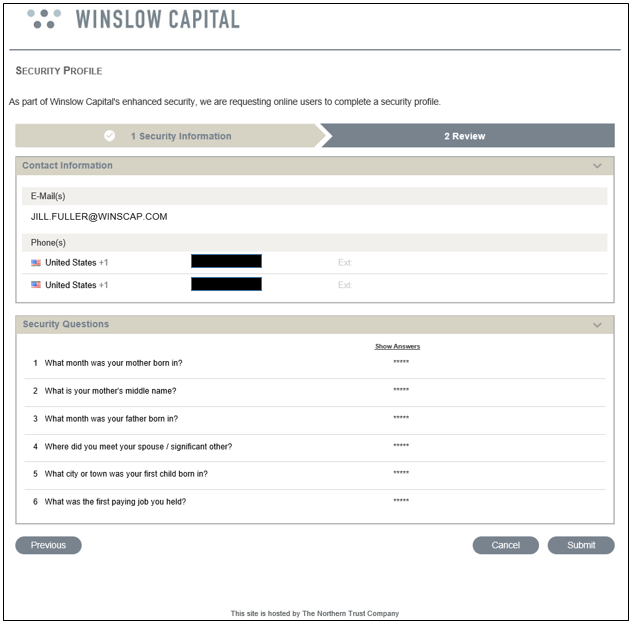 WINSLOW CAPITAL
SECURITY PROFILE
As part of Winslow Capital's enhanced security, we are requesting online users to complete a security profile.
1 Security Information
2 Review
Contact Information
E-Mail(s)
JILL.FULLER@WINSCAP.COM
Phone(s)
United States +1 Ext:
United States +1 Ext:
Security Questions
Show Answers
1 What month was your mother born in? *****
2 What is your mother's middle name? *****
3 What month was your father born in? *****
4 Where did you meet your spouse / significant other? *****
5 What city or town was your first child born in? *****
6 What was the first paying job you held? *****
Previous Cancel Submit
This site is hosted by The Northern Trust Company